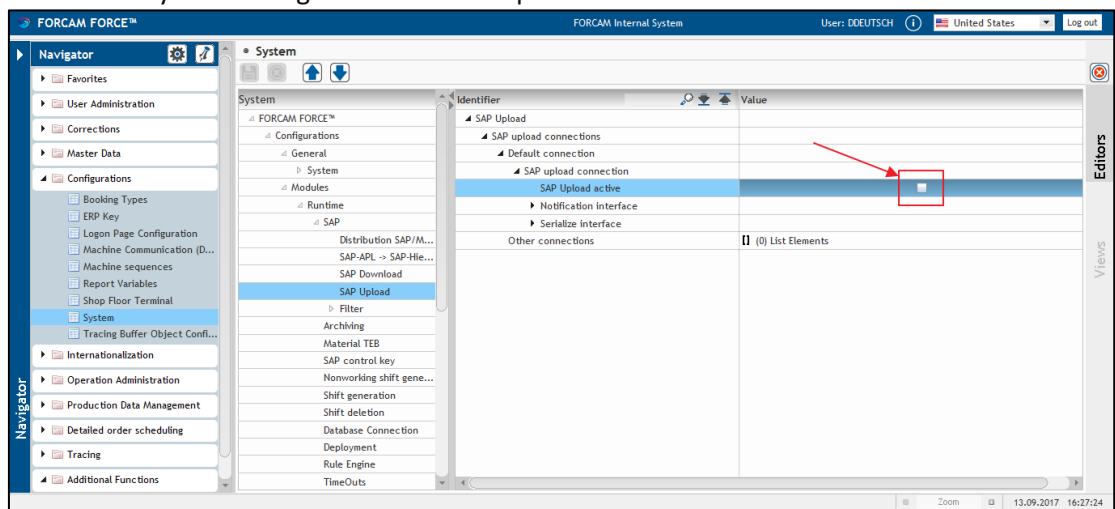 FORCAM FORCE™ FORCAM Internal System User: DDEUTSCH i United States Log out
Navigator
Favorites
User Administration
Corrections
Master Data
Configurations
Booking Types
ERP Key
Logon Page Configuration
Machine Communication (D...
Machine sequences
Report Variables
Shop Floor Terminal
System
Tracing Buffer Object Confi...
Internationalization
Operation Administration
Production Data Management
Detailed order scheduling
Tracing
Additional Functions
Navigator
System
System
FORCAM FORCE™
Configurations
General
System
Modules
Runtime
SAP
Distribution SAP/M...
SAP-APL -> SAP-Hie...
SAP Download
SAP Upload
Filter
Archiving
Material TEB
SAP control key
Nonworking shift gene...
Shift generation
Shift deletion
Database Connection
Deployment
Rule Engine
TimeOuts
Identifier Value
SAP Upload
SAP upload connections
Default connection
SAP upload connection
SAP Upload active
Notification interface
Serialize interface
Other connections [] (0) List Elements
Editors
Views
Zoom 13.09.2017 16:27:24